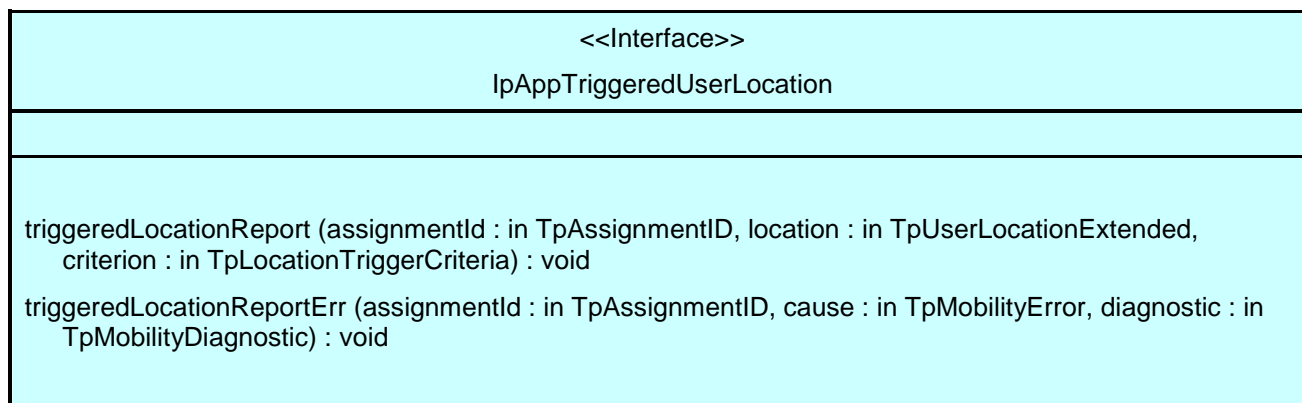 <<Interface>>
IpAppTriggeredUserLocation
triggeredLocationReport (assignmentId : in TpAssignmentID, location : in TpUserLocationExtended,
criterion : in TpLocationTriggerCriteria) : void
triggeredLocationReportErr (assignmentId : in TpAssignmentID, cause : in TpMobilityError, diagnostic : in
TpMobilityDiagnostic) : void